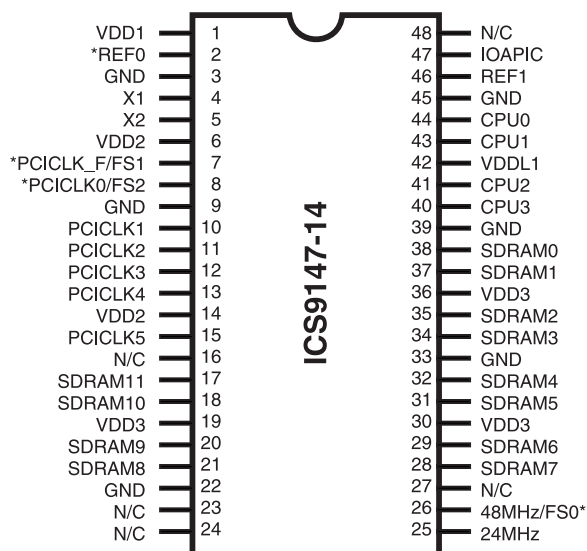 VDD1 1 48 N/C
*REF0 2 47 IOAPIC
GND 3 46 REF1
X1 4 45 GND
X2 5 44 CPU0
VDD2 6 43 CPU1
*PCICLK_F/FS1 7 42 VDDL1
*PCICLK0/FS2 8 41 CPU2
GND 9 40 CPU3
PCICLK1 10 39 GND
PCICLK2 11 38 SDRAM0
PCICLK3 12 37 SDRAM1
PCICLK4 13 36 VDD3
VDD2 14 35 SDRAM2
PCICLK5 15 34 SDRAM3
N/C 16 33 GND
SDRAM11 17 32 SDRAM4
SDRAM10 18 31 SDRAM5
VDD3 19 30 VDD3
SDRAM9 20 29 SDRAM6
SDRAM8 21 28 SDRAM7
GND 22 27 N/C
N/C 23 26 48MHz/FS0*
N/C 24 25 24MHz
ICS9147-14